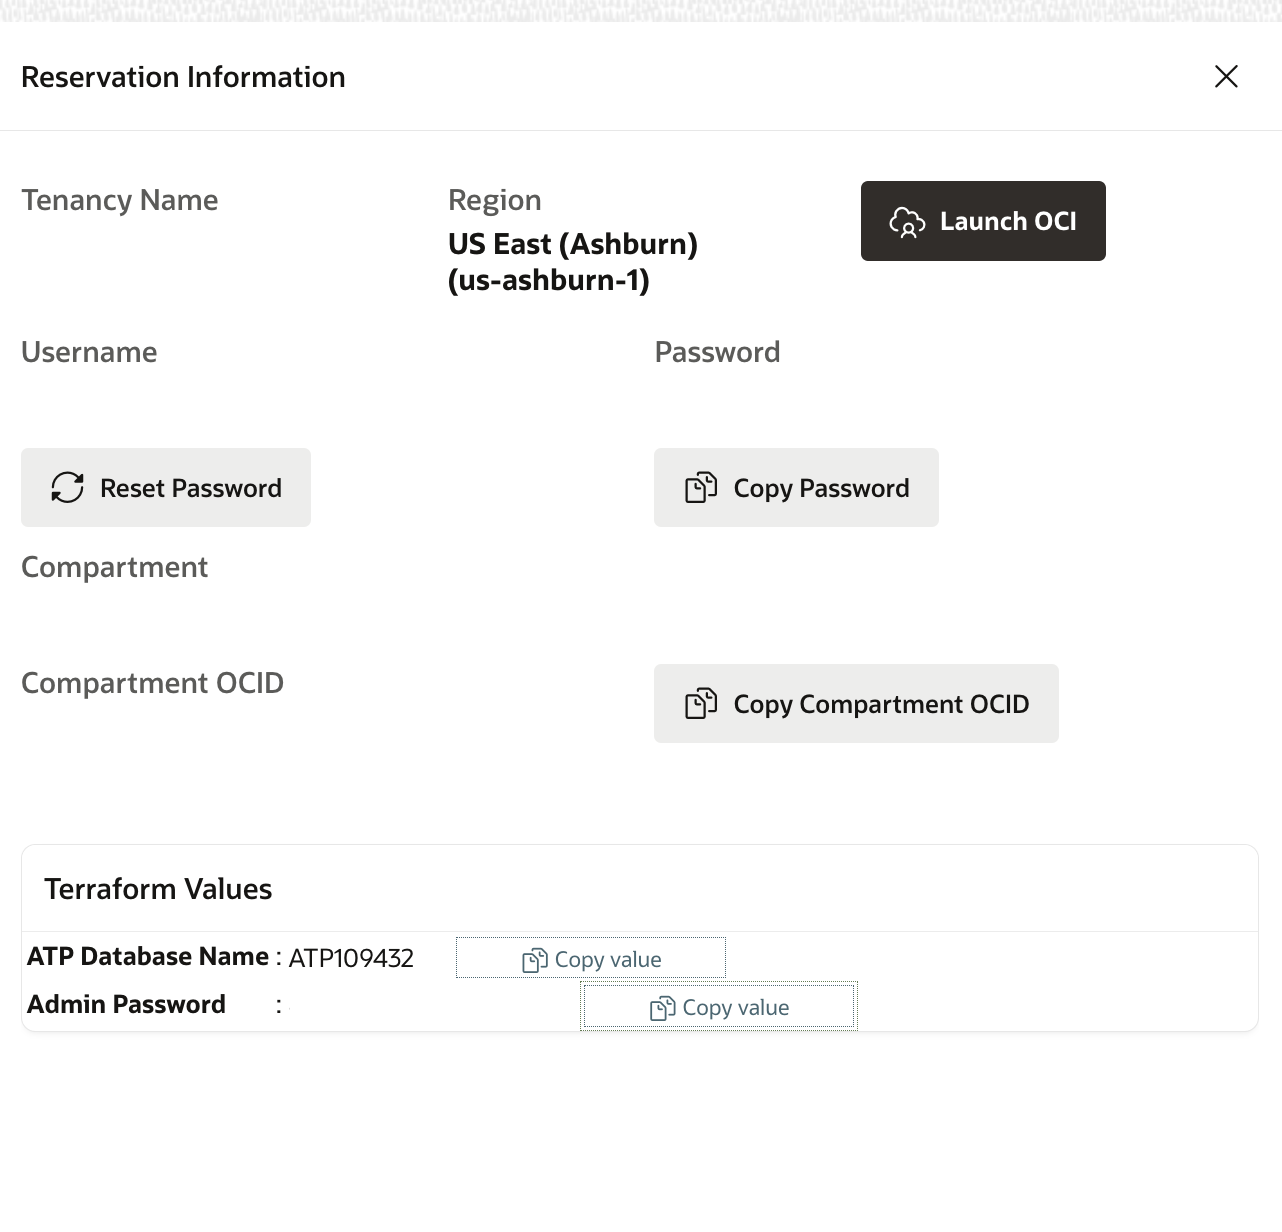 Reservation Information
Tenancy Name
Region
US East (Ashburn)
(us-ashburn-1)
Launch OCI
Username
Password
Reset Password
Copy Password
Compartment
Compartment OCID
Copy Compartment OCID
Terraform Values
ATP Database Name : ATP109432 Copy value
Admin Password : Copy value